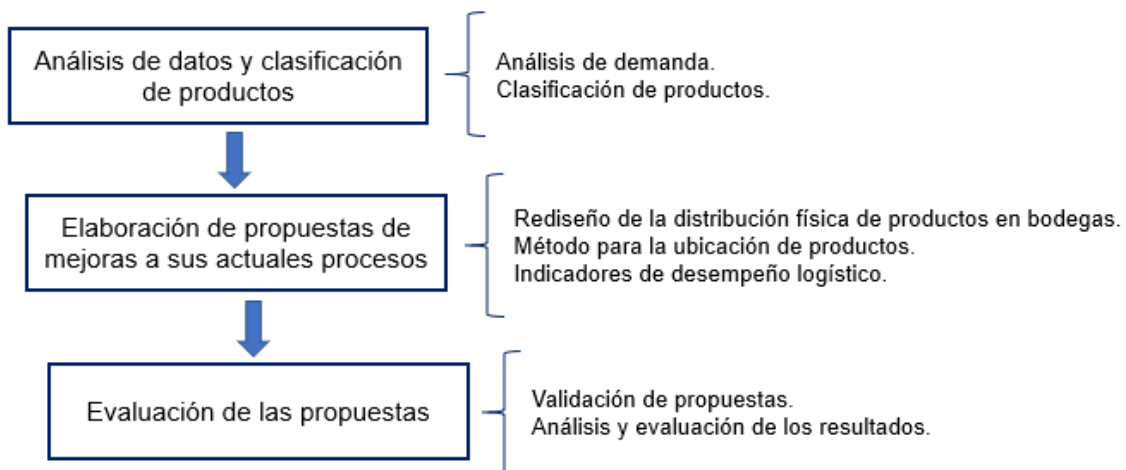 Análisis de datos y clasificación
de productos
Análisis de demanda.
Clasificación de productos.
Elaboración de propuestas de
mejoras a sus actuales procesos
Rediseño de la distribución física de productos en bodegas.
Método para la ubicación de productos.
Indicadores de desempeño logístico.
Evaluación de las propuestas
Validación de propuestas.
Análisis y evaluación de los resultados.